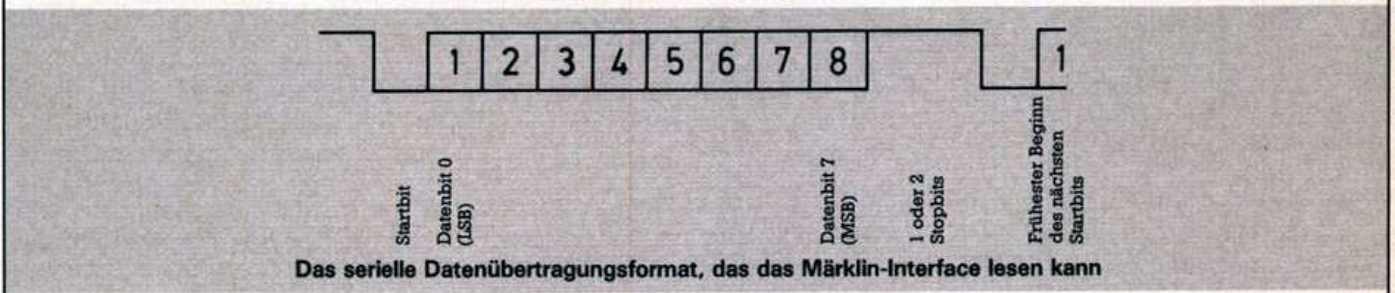 1 2 3 4 5 6 7 8 1
Startbit
Datenbit 0
(LSB)
Datenbit 7
(MSB)
1 oder 2
Stopbits
Frühester Beginn
des nächsten
Startbits
Das serielle Datenübertragungsformat, das das Märklin-Interface lesen kann